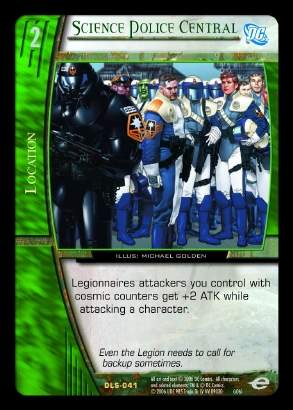 Science Police Central
2
DC
Location
Illus: Michael Golden
Legionnaires attackers you control with
cosmic counters get +2 ATK while
attacking a character.
Even the Legion needs to call for
backup sometimes.
DLS-041